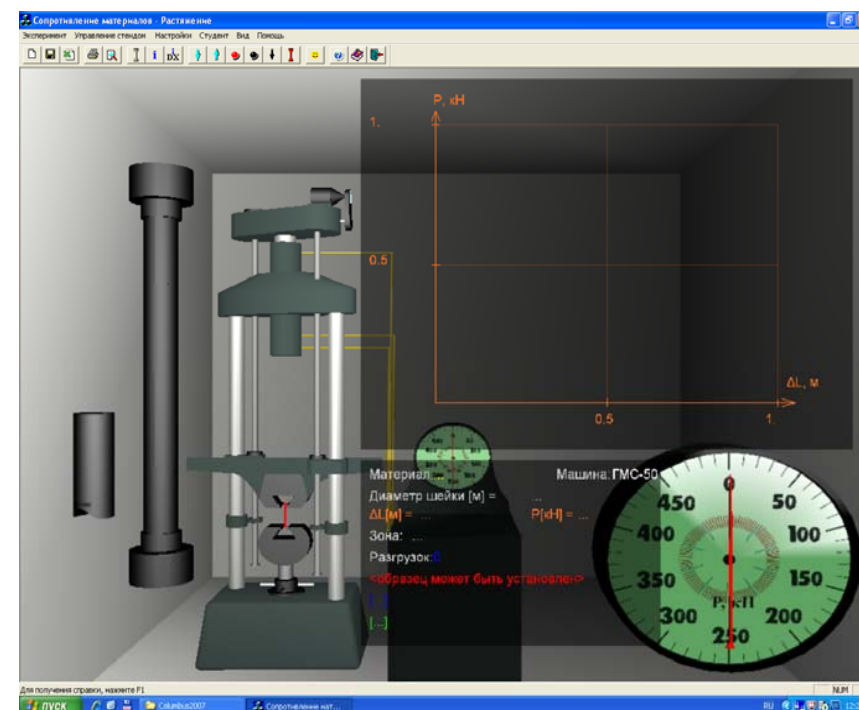 Сопротивление материалов - Растяжение
Эксперимент Управление стендом Настройки Студент Вид Помощь
P, кН
1.
0.5
ΔL, м
0.5
1.
Материал: ...
Машина: ГМС-50
Диаметр шейки [м] = ...
ΔL[м] = ...
P[кН] = ...
Зона: ...
Разгрузок: 0
<образец может быть установлен>
[...]
[...]
0
50
100
150
200
250
300
350
400
450
P, кН
Для получения справки, нажмите F1
NUM
пуск
Columbus2007
Сопротивление мат...
RU